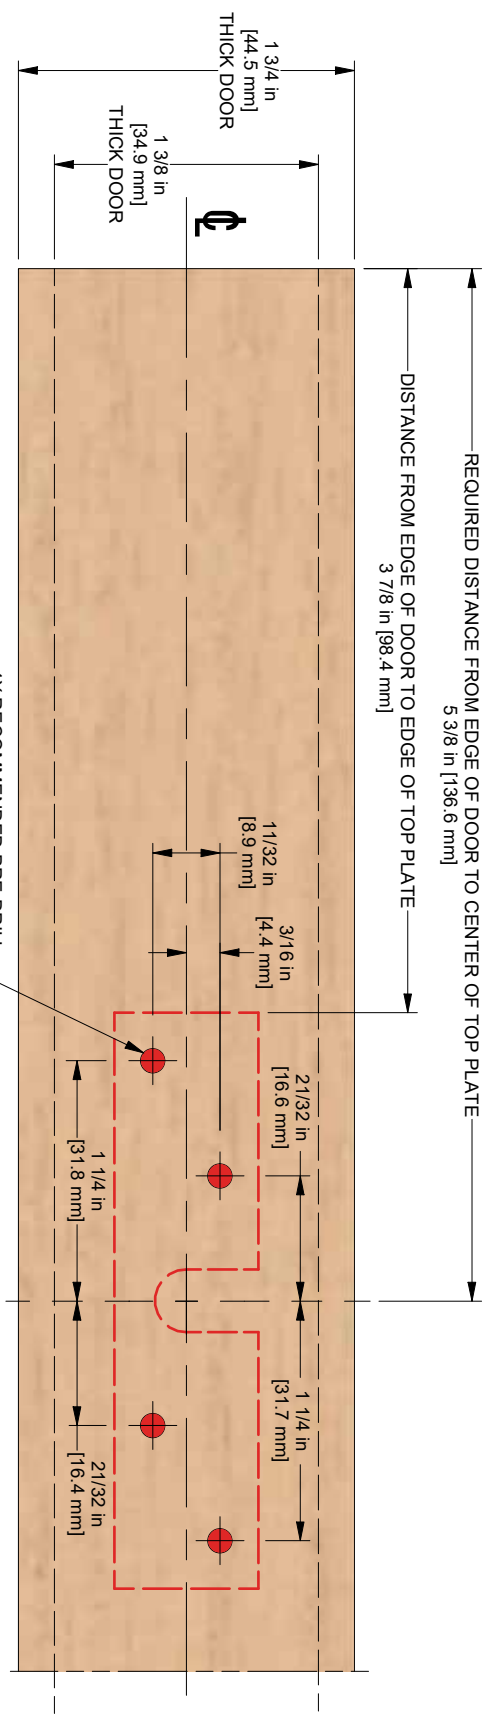 REQUIRED DISTANCE FROM EDGE OF DOOR TO CENTER OF TOP PLATE
5 3/8 in [136.6 mm]
DISTANCE FROM EDGE OF DOOR TO EDGE OF TOP PLATE
3 7/8 in [98.4 mm]
1 3/4 in
[44.5 mm]
THICK DOOR
1 3/8 in
[34.9 mm]
THICK DOOR
CL
21/32 in
[16.6 mm]
1 1/4 in
[31.7 mm]
11/32 in
[8.9 mm]
3/16 in
[4.4 mm]
1 1/4 in
[31.8 mm]
21/32 in
[16.4 mm]
RECOMMENDED PRE-DRILL